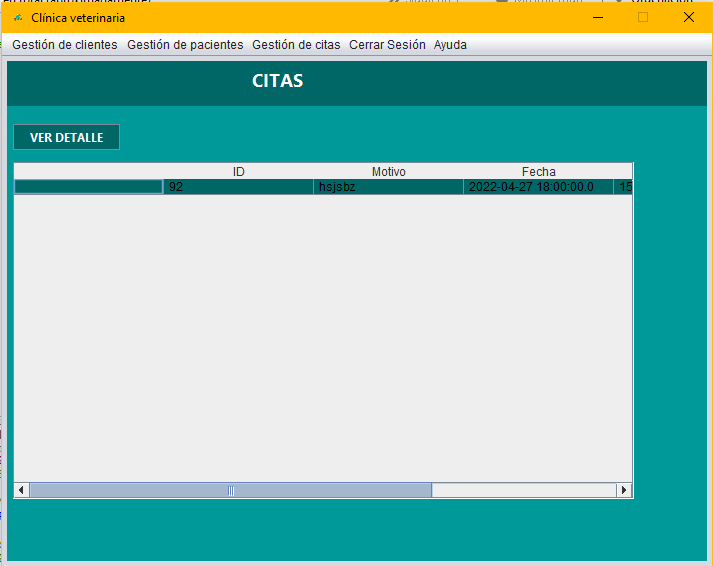 Clínica veterinaria
Gestión de clientes Gestión de pacientes Gestión de citas Cerrar Sesión Ayuda
CITAS
VER DETALLE
ID Motivo Fecha
92 hsjsbz 2022-04-27 18:00:00.0 15